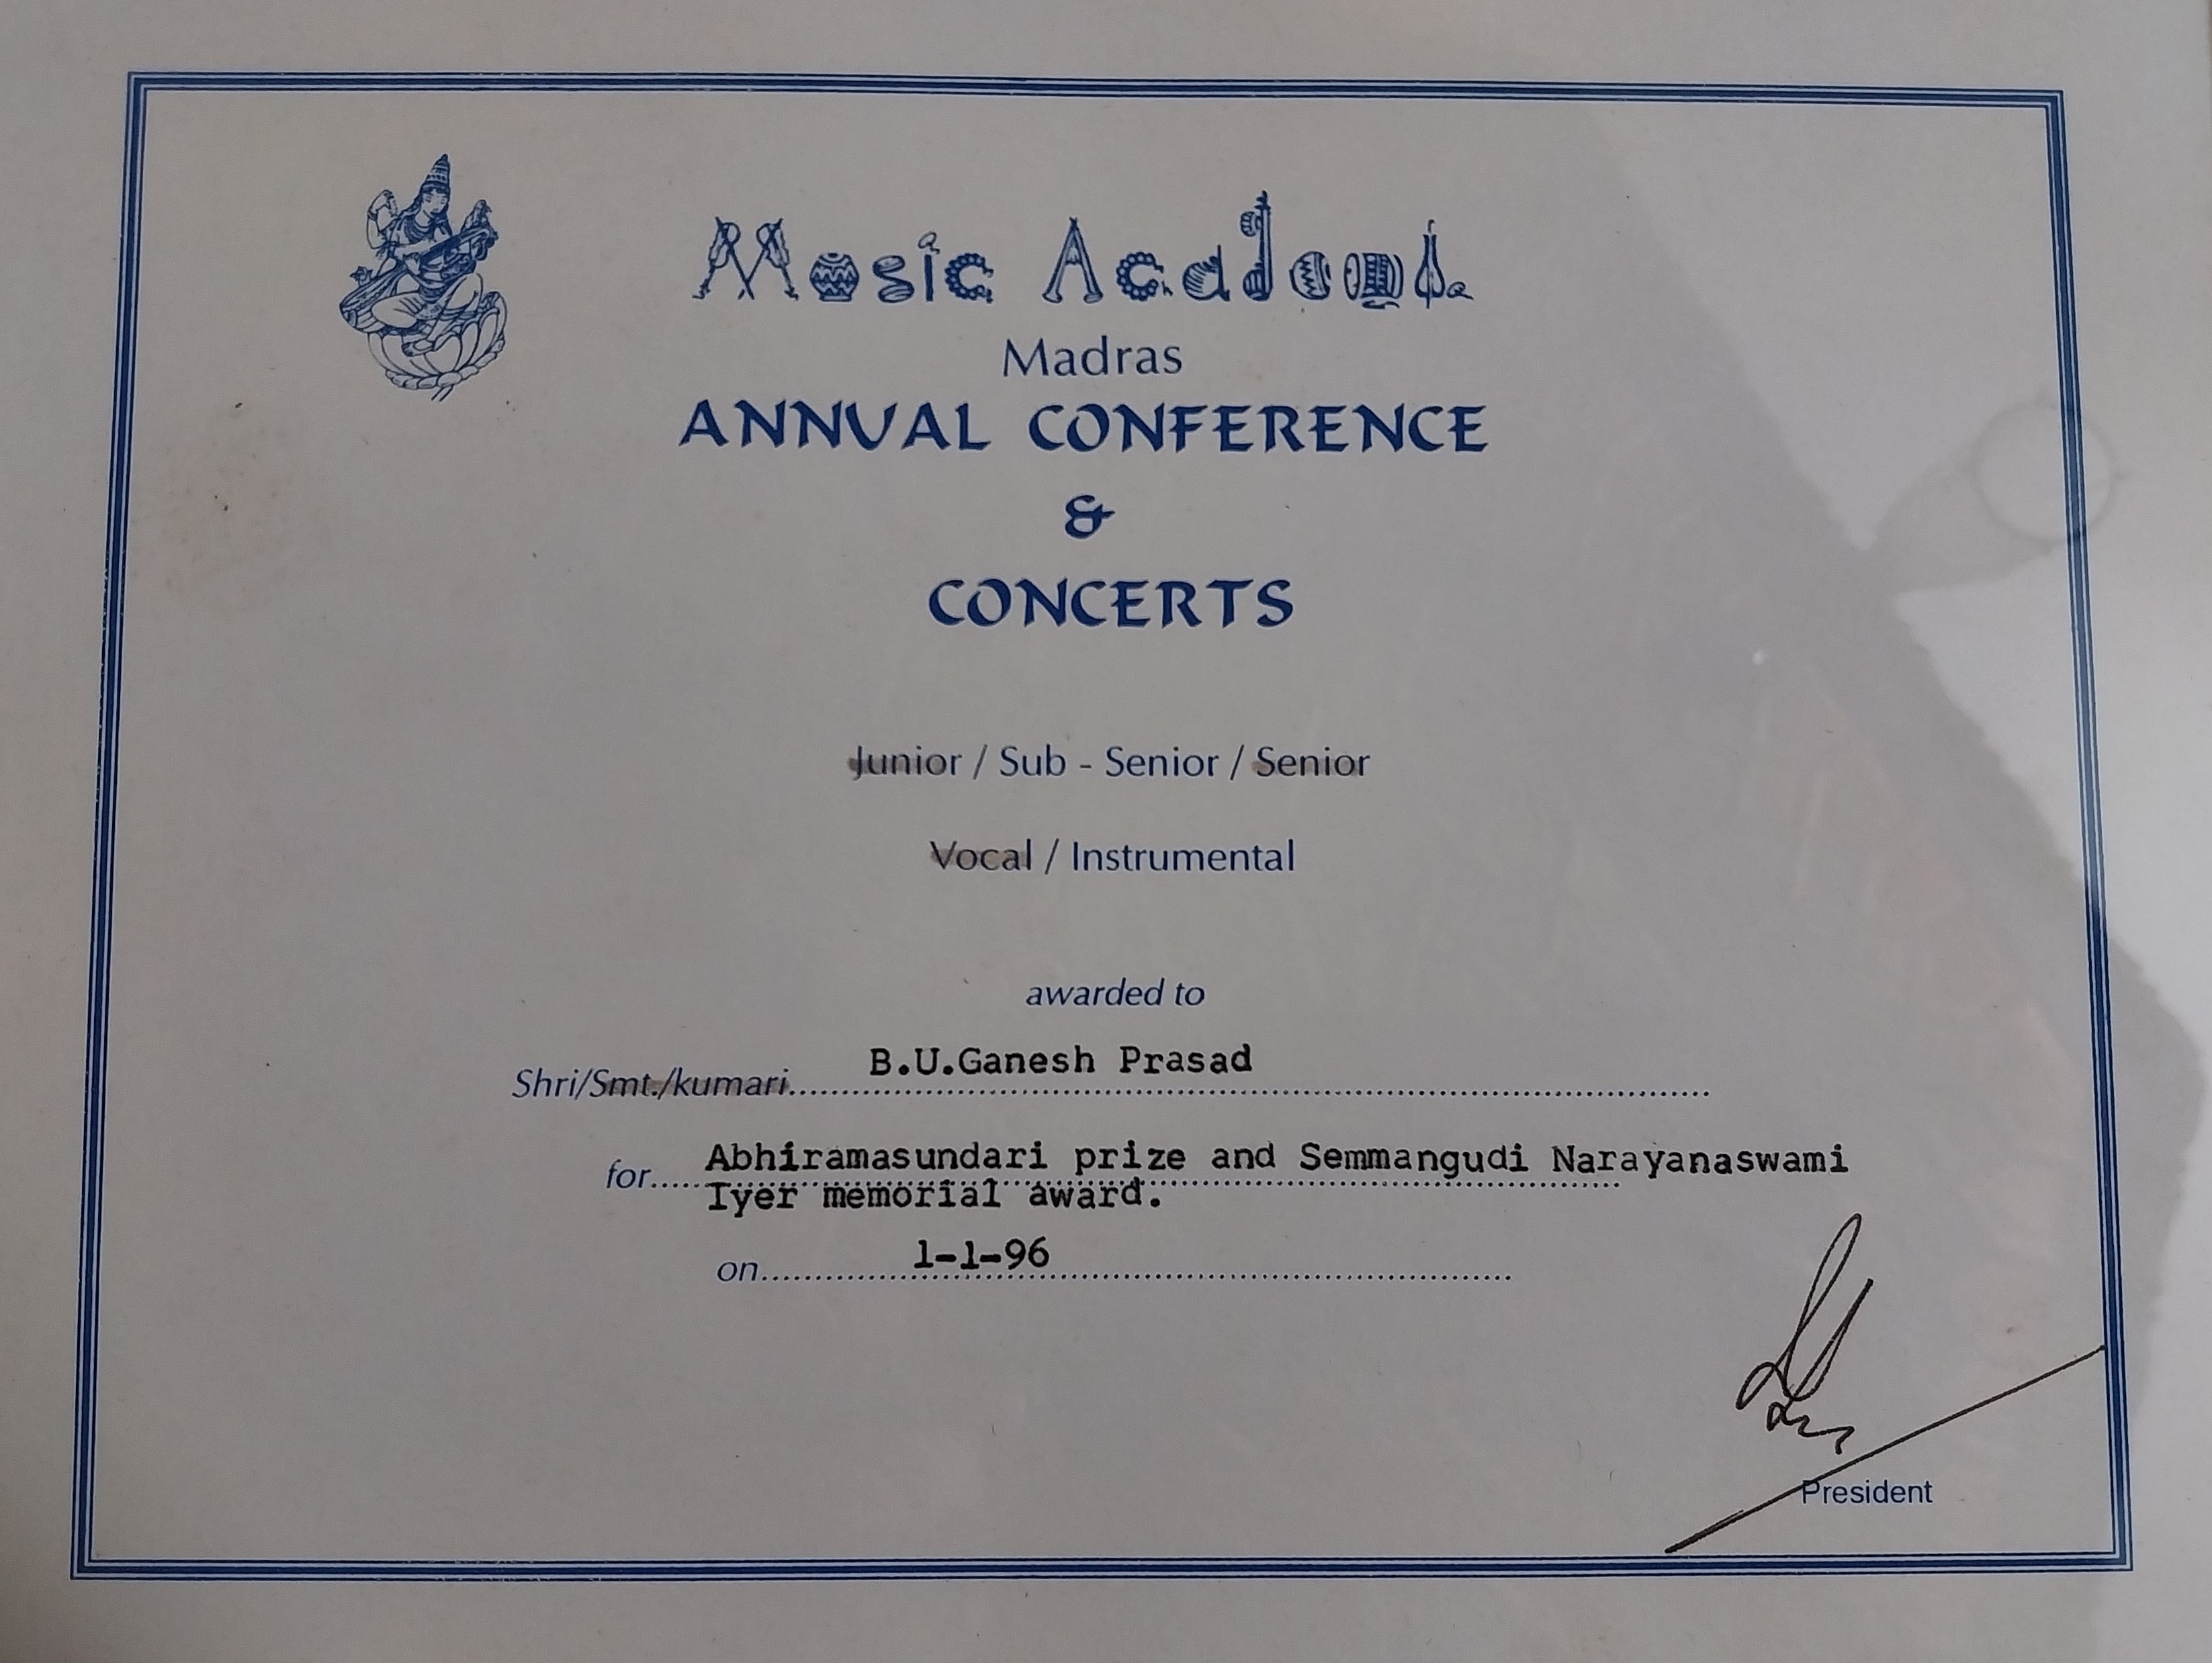 Music Academy
Madras
ANNUAL CONFERENCE
&
CONCERTS
Junior / Sub - Senior / Senior
Vocal / Instrumental
awarded to
Shri/Smt./kumari B.U.Ganesh Prasad
for Abhiramasundari prize and Semmangudi Narayanaswami
Iyer memorial award.
on 1-1-96
President